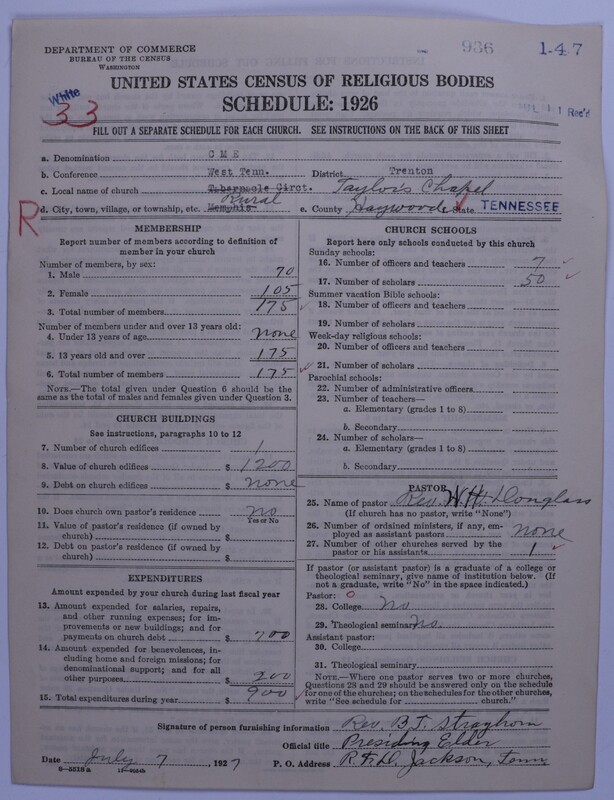 DEPARTMENT OF COMMERCE
BUREAU OF THE CENSUS
WASHINGTON
936
1-47
White
33
Rec'd
UNITED STATES CENSUS OF RELIGIOUS BODIES
SCHEDULE: 1926
FILL OUT A SEPARATE SCHEDULE FOR EACH CHURCH. SEE INSTRUCTIONS ON THE BACK OF THIS SHEET
a. Denomination C M E
b. Conference West Tenn. District Trenton
c. Local name of church Tabernacle Circt. Taylor's Chapel
R
d. City, town, village, or township, etc. Memphis Rural e. County Haywood State TENNESSEE
MEMBERSHIP
Report number of members according to definition of
member in your church
Number of members, by sex:
1. Male 70
2. Female 105
3. Total number of members 175
Number of members under and over 13 years old:
4. Under 13 years of age none
5. 13 years old and over 175
6. Total number of members 175
NOTE.—The total given under Question 6 should be
same as the total of males and females given under Question 3.
CHURCH BUILDINGS
See instructions, paragraphs 10 to 12
7. Number of church edifices 1
8. Value of church edifices $ 1200
9. Debt on church edifices $ none
10. Does church own pastor's residence no
Yes or No
11. Value of pastor's residence (if owned by
church) $
12. Debt on pastor's residence (if owned by
church) $
EXPENDITURES
Amount expended by your church during last fiscal year
13. Amount expended for salaries, repairs,
and other running expenses; for im-
provements or new buildings; and for
payments on church debt $ 700
14. Amount expended for benevolences, in-
cluding home and foreign missions; for
denominational support; and for all
other purposes $ 200
15. Total expenditures during year $ 900
CHURCH SCHOOLS
Report here only schools conducted by this church
Sunday schools:
16. Number of officers and teachers 7
17. Number of scholars 50
Summer vacation Bible schools:
18. Number of officers and teachers
19. Number of scholars
Week-day religious schools:
20. Number of officers and teachers
21. Number of scholars
Parochial schools:
22. Number of administrative officers
23. Number of teachers—
a. Elementary (grades 1 to 8)
b. Secondary
24. Number of scholars—
a. Elementary (grades 1 to 8)
b. Secondary
PASTOR
25. Name of pastor Rev. W. H. Douglass
(If church has no pastor, write "None")
26. Number of ordained ministers, if any, em-
ployed as assistant pastors none
27. Number of other churches served by the
pastor or his assistants 1
If pastor (or assistant pastor) is a graduate of a college or
theological seminary, give name of institution below. (If
not a graduate, write "No" in the space indicated.)
Pastor: 0
28. College No
29. Theological seminary no.
Assistant pastor:
30. College
31. Theological seminary
NOTE.—Where one pastor serves two or more churches,
Questions 28 and 29 should be answered only on the schedule
for one of the churches; on the schedules for the other churches,
write "See schedule for church.")
Signature of person furnishing information Rev. B. J. Strayhorn
Official title Presiding Elder
Date July 7, 1927 P. O. Address R.F.D. Jackson, Tenn